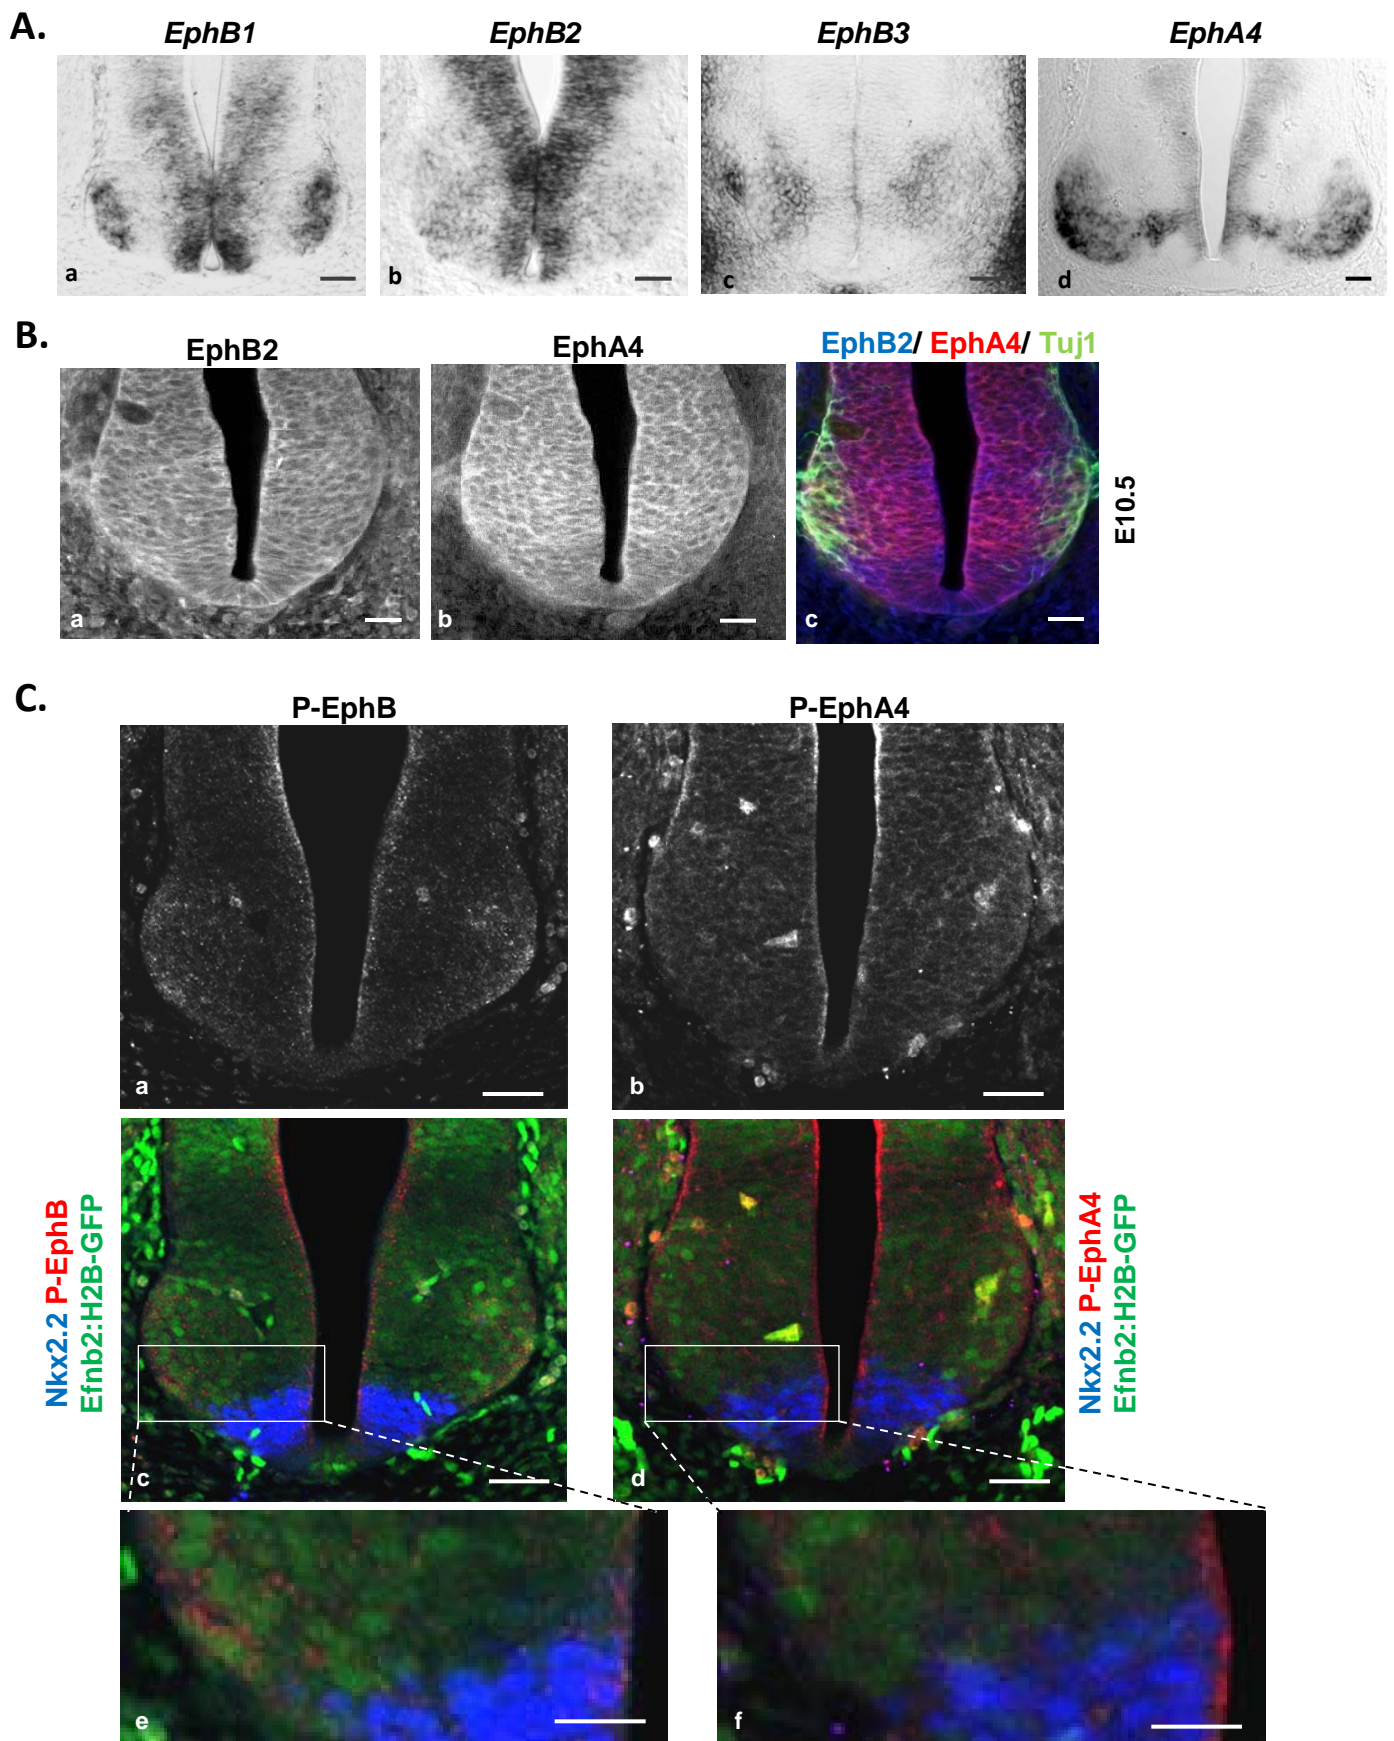 A.
EphB1 EphB2 EphB3 EphA4
a b c d
B.
EphB2 EphA4 EphB2/ EphA4/ Tuj1
E10.5
a b c
C.
P-EphB P-EphA4
a b
Nkx2.2 P-EphB
Efnb2:H2B-GFP
Nkx2.2 P-EphA4
Efnb2:H2B-GFP
c d
e f